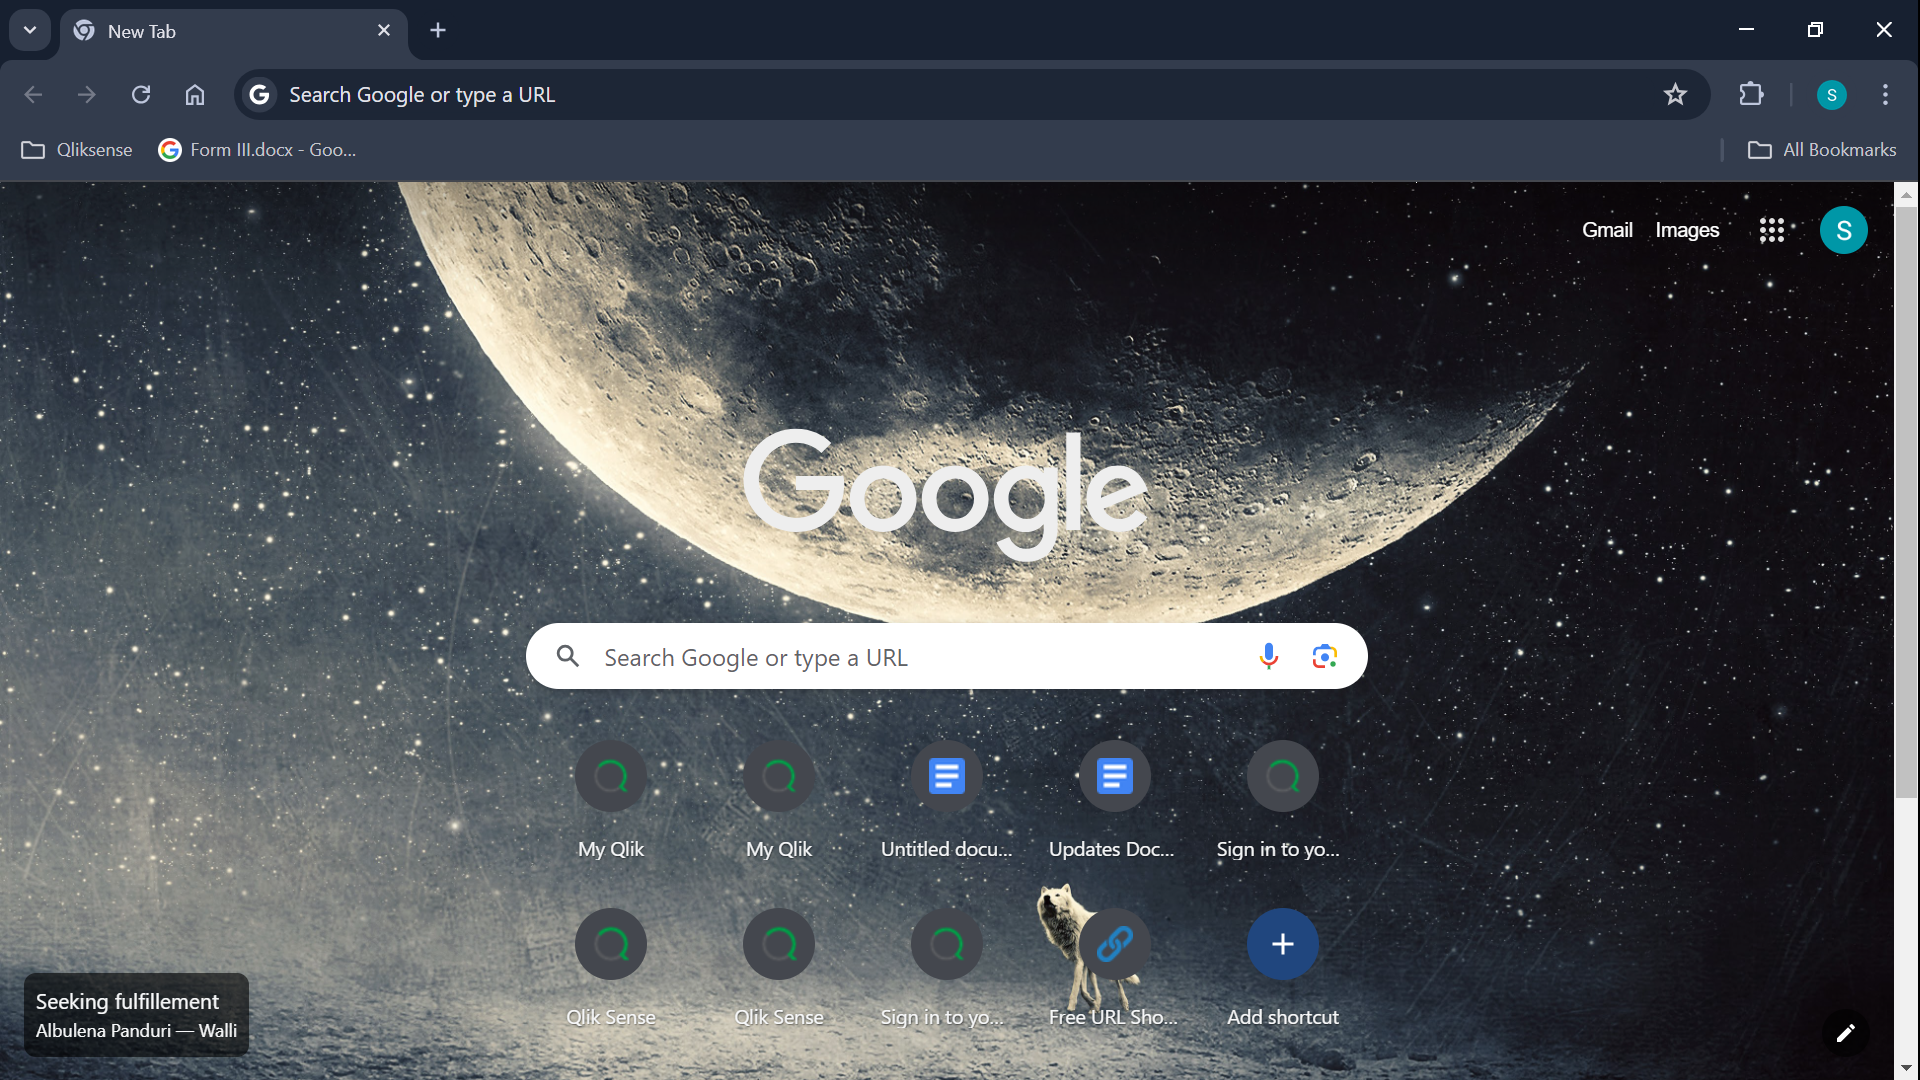 New Tab
Search Google or type a URL
S
Qliksense
Form III.docx - Goo...
All Bookmarks
Gmail
Images
S
Google
Search Google or type a URL
My Qlik
My Qlik
Untitled docu...
Updates Doc...
Sign in to yo...
Qlik Sense
Qlik Sense
Sign in to yo...
Free URL Sho...
Add shortcut
Seeking fulfillement
Albulena Panduri — Walli